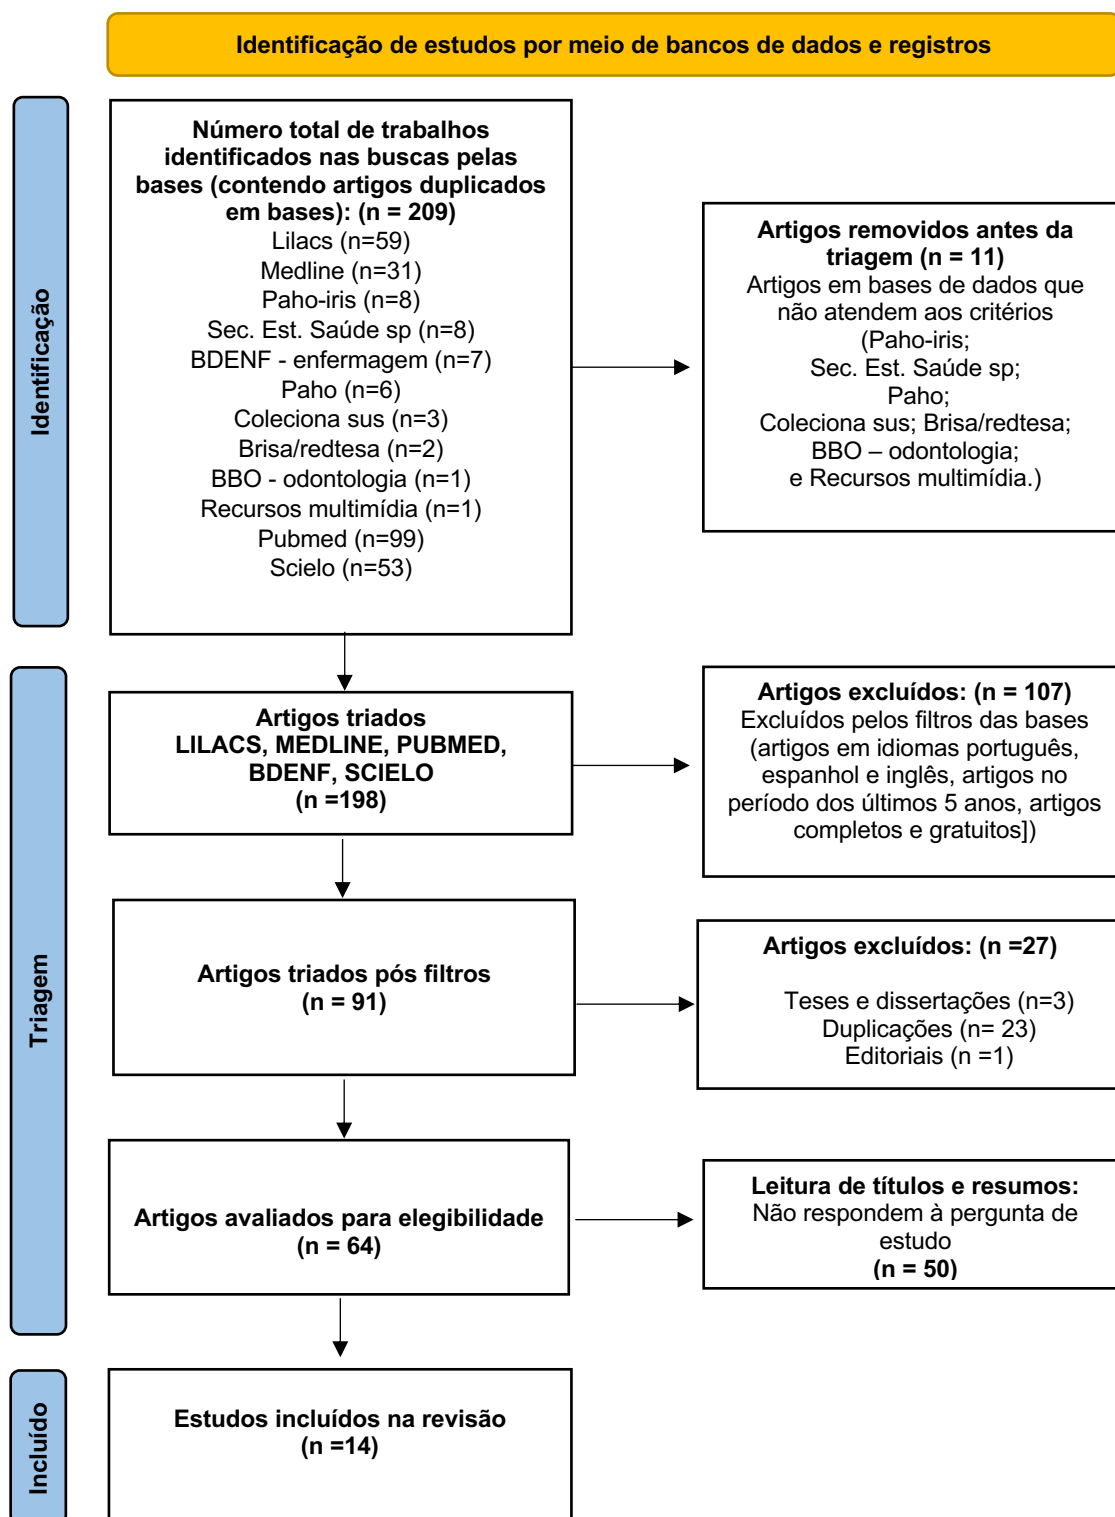 Identificação de estudos por meio de bancos de dados e registros
Identificação
Número total de trabalhos
identificados nas buscas pelas
bases (contendo artigos duplicados
em bases): (n = 209)
Lilacs (n=59)
Medline (n=31)
Paho-iris (n=8)
Sec. Est. Saúde sp (n=8)
BDENF - enfermagem (n=7)
Paho (n=6)
Coleciona sus (n=3)
Brisa/redtesa (n=2)
BBO - odontologia (n=1)
Recursos multimídia (n=1)
Pubmed (n=99)
Scielo (n=53)
Artigos removidos antes da
triagem (n = 11)
Artigos em bases de dados que
não atendem aos critérios
(Paho-iris;
Sec. Est. Saúde sp;
Paho;
Coleciona sus; Brisa/redtesa;
BBO – odontologia;
e Recursos multimídia.)
Triagem
Artigos triados
LILACS, MEDLINE, PUBMED,
BDENF, SCIELO
(n =198)
Artigos excluídos: (n = 107)
Excluídos pelos filtros das bases
(artigos em idiomas português,
espanhol e inglês, artigos no
período dos últimos 5 anos, artigos
completos e gratuitos])
Artigos triados pós filtros
(n = 91)
Artigos excluídos: (n =27)
Teses e dissertações (n=3)
Duplicações (n= 23)
Editoriais (n =1)
Artigos avaliados para elegibilidade
(n = 64)
Leitura de títulos e resumos:
Não respondem à pergunta de
estudo
(n = 50)
Incluído
Estudos incluídos na revisão
(n =14)